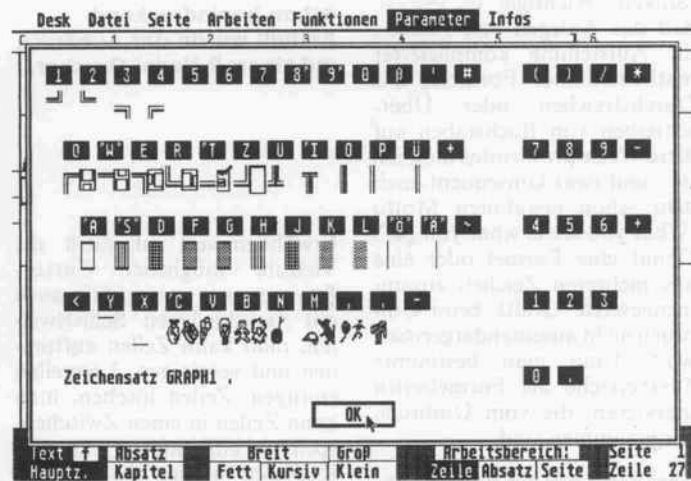 Desk Datei Seite Arbeiten Funktionen Parameter Infos
1 2 3 4 5 6 7 8 9 0 β ' # ( ) / *
Q W E R T Z U I O P Ü + 7 8 9 -
A S D F G H J K L Ö Ä ~ 4 5 6 +
< Y X C V B N M , . - 1 2 3
Zeichensatz GRAPH1 . 0 .
OK
Text f Absatz Breit Groß Arbeitsbereich: Seite 1
Hauptz. Kapitel Fett Kursiv Klein Zeile Absatz Seite Zeile 27